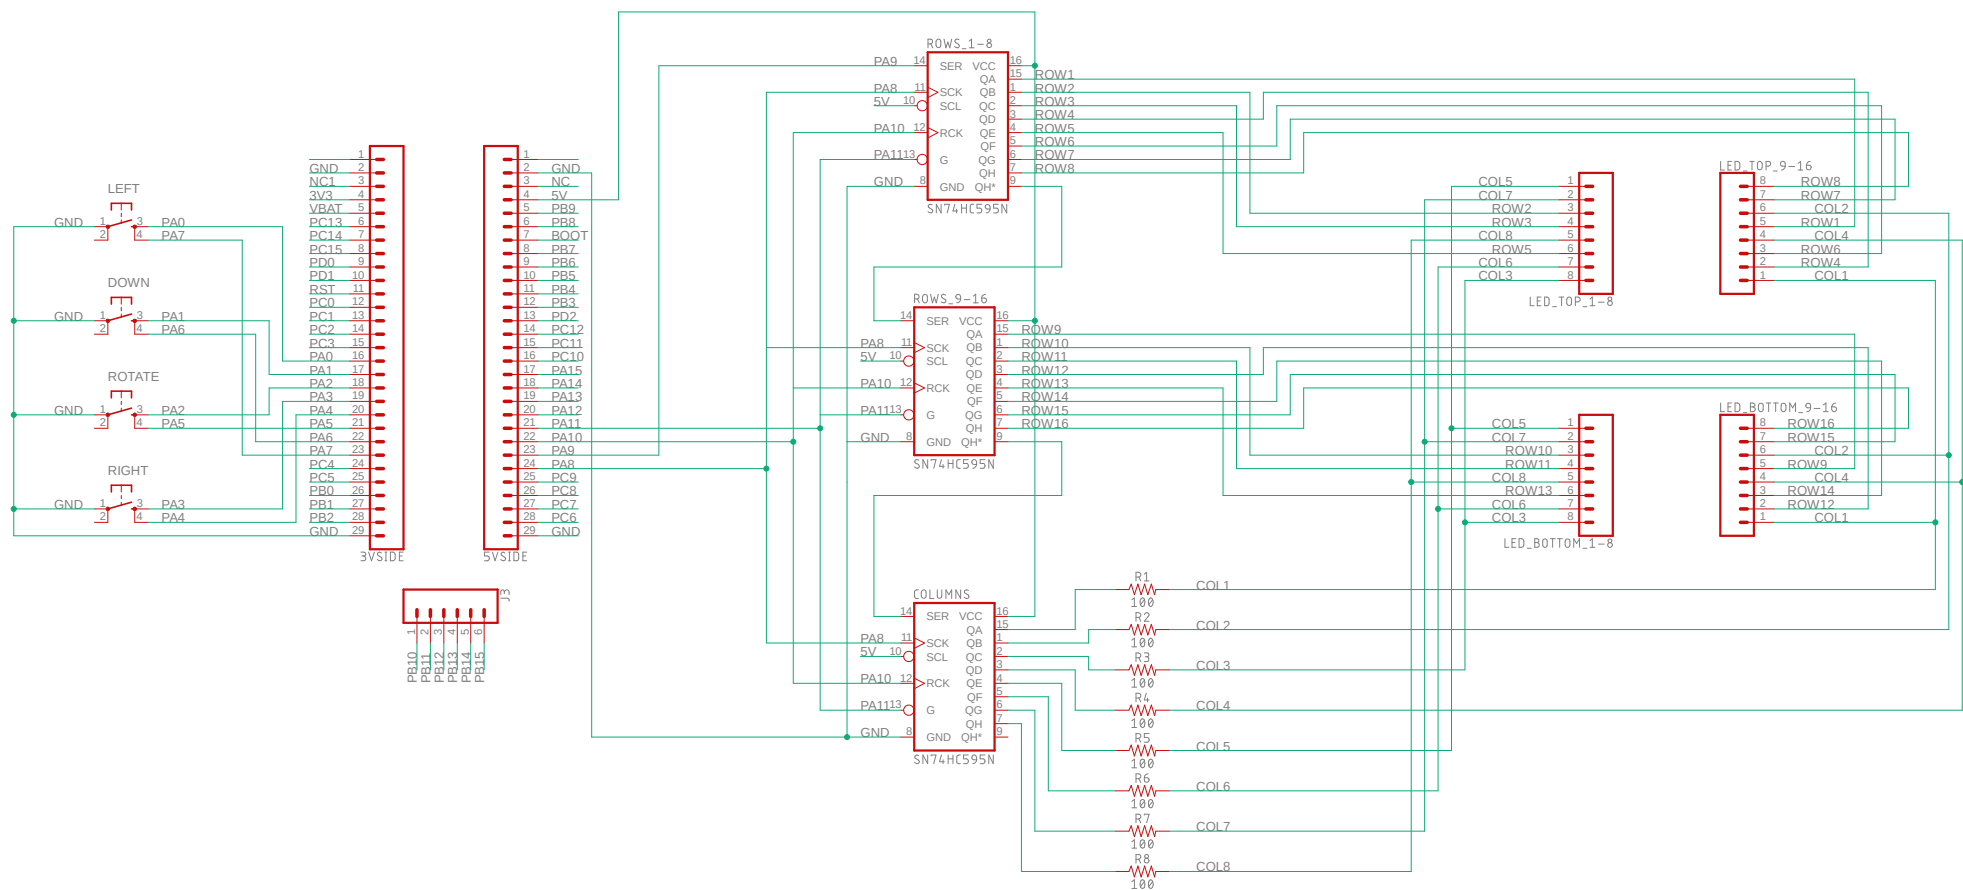 LEFT
GND 1 3 PA0
2 4 PA7
DOWN
GND 1 3 PA1
2 4 PA6
ROTATE
GND 1 3 PA2
2 4 PA5
RIGHT
GND 1 3 PA3
2 4 PA4
1
GND 2
NC1 3
3V3 4
VBAT 5
PC13 6
PC14 7
PC15 8
PD0 9
PD1 10
RST 11
PC0 12
PC1 13
PC2 14
PC3 15
PA0 16
PA1 17
PA2 18
PA3 19
PA4 20
PA5 21
PA6 22
PA7 23
PC4 24
PC5 25
PB0 26
PB1 27
PB2 28
GND 29
3VSIDE
1
2 GND
3 NC
4 5V
5 PB9
6 PB8
7 BOOT
8 PB7
9 PB6
10 PB5
11 PB4
12 PB3
13 PD2
14 PC12
15 PC11
16 PC10
17 PA15
18 PA14
19 PA13
20 PA12
21 PA11
22 PA10
23 PA9
24 PA8
25 PC9
26 PC8
27 PC7
28 PC6
29 GND
5VSIDE
J3
1 2 3 4 5 6
PB10 PB11 PB12 PB13 PB14 PB15
ROWS_1-8
PA9 14 SER VCC 16
QA 15 ROW1
PA8 11 SCK QB 1 ROW2
5V 10 SCL QC 2 ROW3
QD 3 ROW4
PA10 12 RCK QE 4 ROW5
QF 5 ROW6
PA11 13 G QG 6 ROW7
QH 7 ROW8
GND 8 GND QH* 9
SN74HC595N
ROWS_9-16
14 SER VCC 16
QA 15 ROW9
PA8 11 SCK QB 1 ROW10
5V 10 SCL QC 2 ROW11
QD 3 ROW12
PA10 12 RCK QE 4 ROW13
QF 5 ROW14
PA11 13 G QG 6 ROW15
QH 7 ROW16
GND 8 GND QH* 9
SN74HC595N
COLUMNS
14 SER VCC 16
QA 15
PA8 11 SCK QB 1
5V 10 SCL QC 2
QD 3
PA10 12 RCK QE 4
QF 5
PA11 13 G QG 6
QH 7
GND 8 GND QH* 9
SN74HC595N
R1 COL1
100
R2 COL2
100
R3 COL3
100
R4 COL4
100
R5 COL5
100
R6 COL6
100
R7 COL7
100
R8 COL8
100
COL5 1
COL7 2
ROW2 3
ROW3 4
COL8 5
ROW5 6
COL6 7
COL3 8
LED_TOP_1-8
LED_TOP_9-16
8 ROW8
7 ROW7
6 COL2
5 ROW1
4 COL4
3 ROW6
2 ROW4
1 COL1
COL5 1
COL7 2
ROW10 3
ROW11 4
COL8 5
ROW13 6
COL6 7
COL3 8
LED_BOTTOM_1-8
LED_BOTTOM_9-16
8 ROW16
7 ROW15
6 COL2
5 ROW9
4 COL4
3 ROW14
2 ROW12
1 COL1